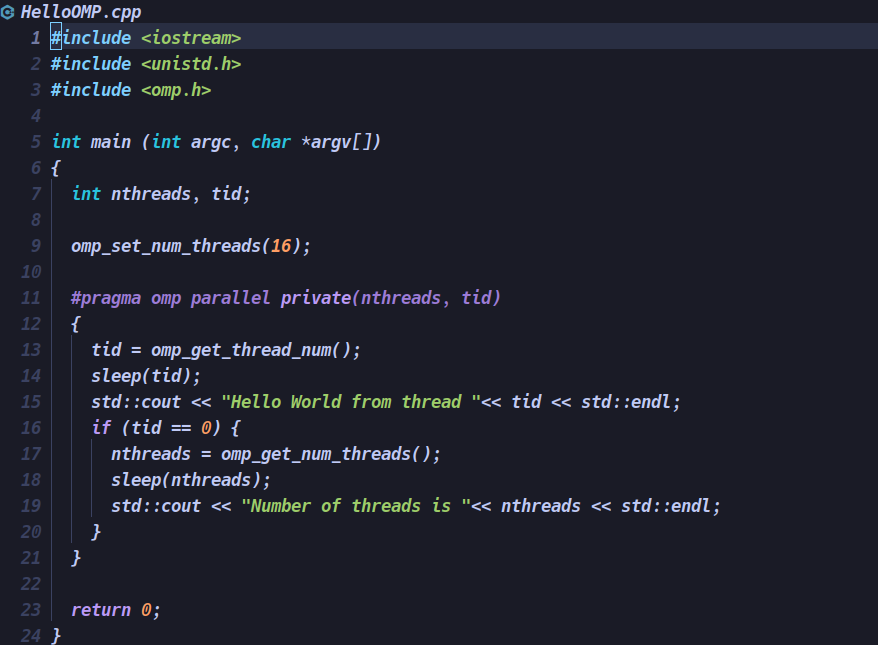 HelloOMP.cpp
1 #include <iostream>
2 #include <unistd.h>
3 #include <omp.h>
4
5 int main (int argc, char *argv[])
6 {
7   int nthreads, tid;
8
9   omp_set_num_threads(16);
10
11   #pragma omp parallel private(nthreads, tid)
12   {
13     tid = omp_get_thread_num();
14     sleep(tid);
15     std::cout << "Hello World from thread "<< tid << std::endl;
16     if (tid == 0) {
17       nthreads = omp_get_num_threads();
18       sleep(nthreads);
19       std::cout << "Number of threads is "<< nthreads << std::endl;
20     }
21   }
22
23   return 0;
24 }